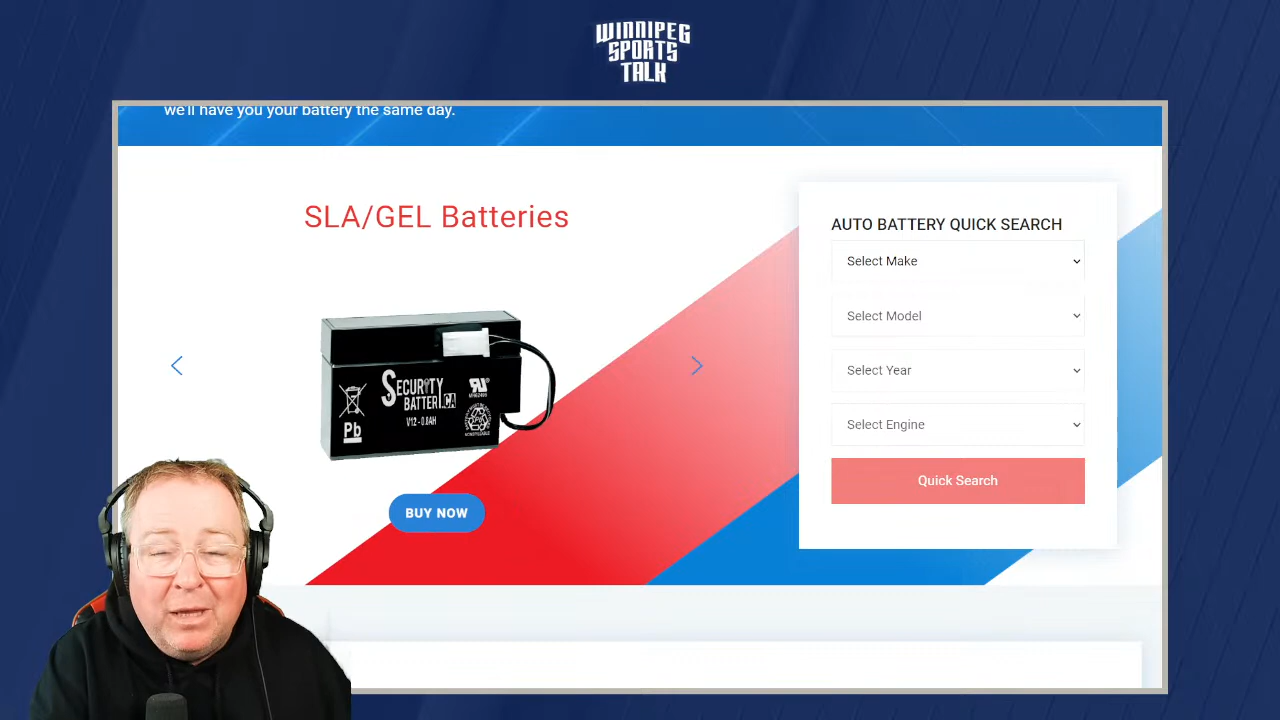 WINNIPEG
SPORTS
TALK
we'll have you your battery the same day.
SLA/GEL Batteries
SECURITY
BATTERY.CA
V12 - 0.8AH
Pb
BUY NOW
AUTO BATTERY QUICK SEARCH
Select Make
Select Model
Select Year
Select Engine
Quick Search